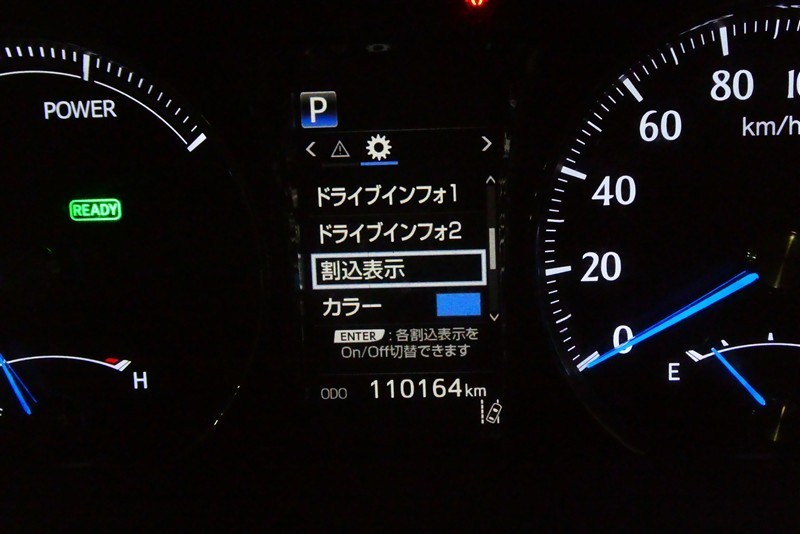 POWER
READY
H
P
ドライブインフォ1
ドライブインフォ2
割込表示
カラー
ENTER : 各割込表示を
On/Off切替できます
ODO 110164km
80
60
km/h
40
20
0
E